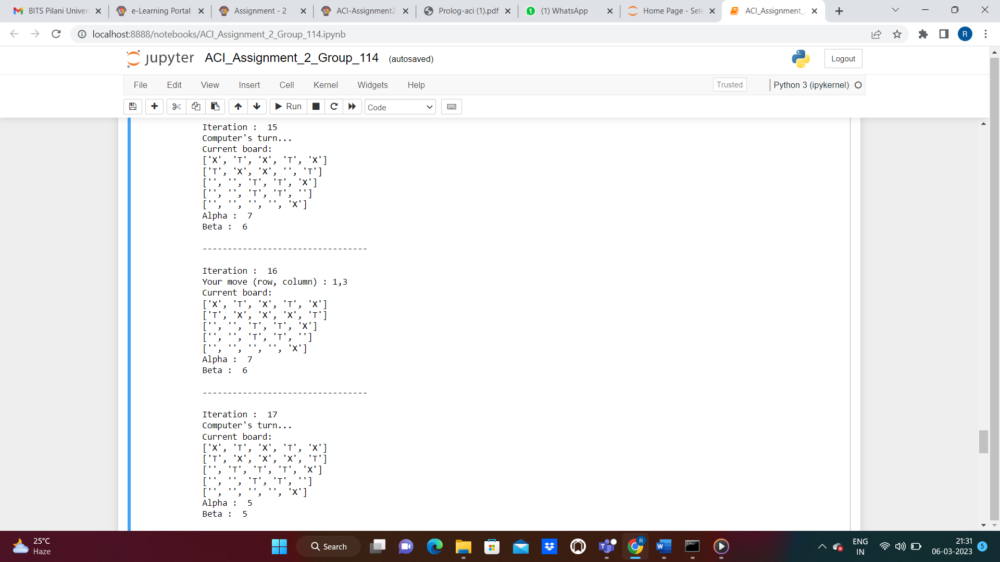 BITS Pilani Univer
e-Learning Portal
Assignment - 2
ACI-Assignment2
Prolog-aci (1).pdf
(1) WhatsApp
Home Page - Sele
ACI_Assignment_
localhost:8888/notebooks/ACI_Assignment_2_Group_114.ipynb
R
jupyter ACI_Assignment_2_Group_114 (autosaved)
Logout
File Edit View Insert Cell Kernel Widgets Help
Trusted
Python 3 (ipykernel)
Run
Code
Iteration :  15
Computer's turn...
Current board:
['X', 'T', 'X', 'T', 'X']
['T', 'X', 'X', '', 'T']
['', '', 'T', 'T', 'X']
['', '', 'T', 'T', '']
['', '', '', '', 'X']
Alpha :  7
Beta :  6
---------------------------------
Iteration :  16
Your move (row, column) : 1,3
Current board:
['X', 'T', 'X', 'T', 'X']
['T', 'X', 'X', 'X', 'T']
['', '', 'T', 'T', 'X']
['', '', 'T', 'T', '']
['', '', '', '', 'X']
Alpha :  7
Beta :  6
---------------------------------
Iteration :  17
Computer's turn...
Current board:
['X', 'T', 'X', 'T', 'X']
['T', 'X', 'X', 'X', 'T']
['', 'T', 'T', 'T', 'X']
['', '', 'T', 'T', '']
['', '', '', '', 'X']
Alpha :  5
Beta :  5
25°C
Haze
Search
ENG
IN
21:31
06-03-2023
5